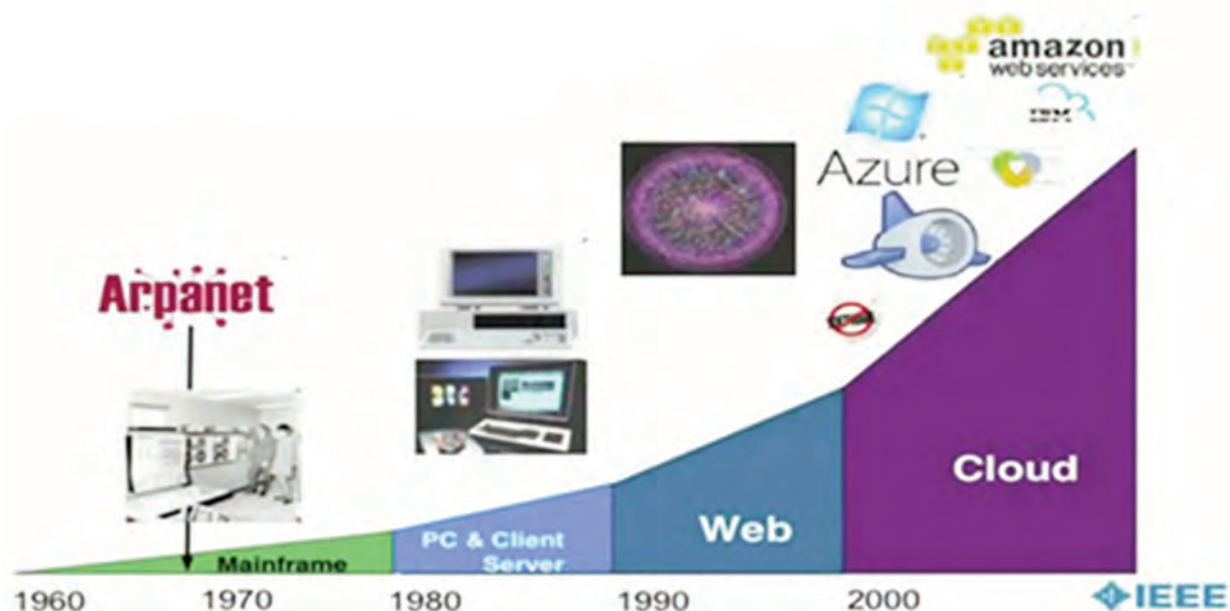 amazon
web services
Azure
Arpanet
Cloud
Web
PC & Client
Server
Mainframe
1960
1970
1980
1990
2000
IEEE